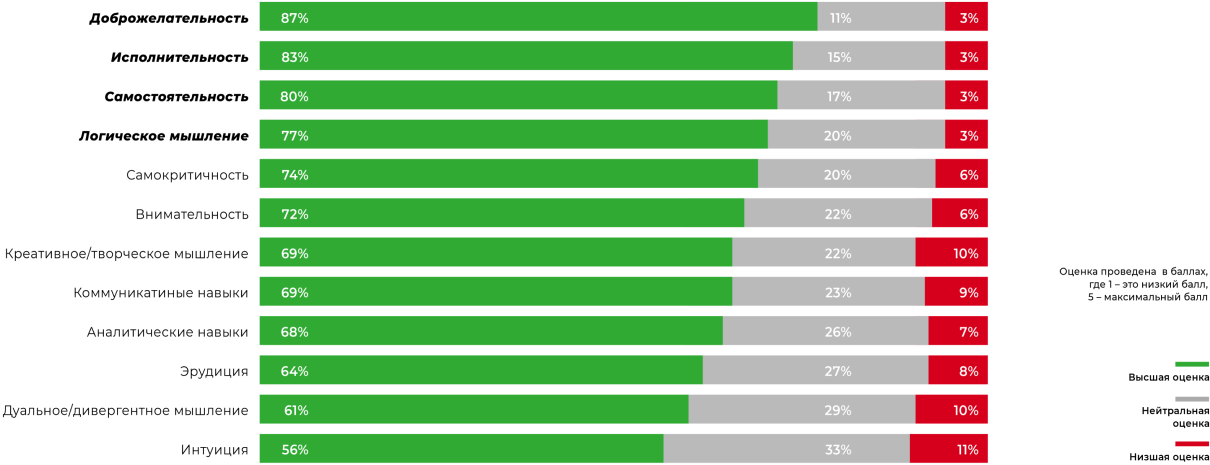 Доброжелательность 87% 11% 3%
Исполнительность 83% 15% 3%
Самостоятельность 80% 17% 3%
Логическое мышление 77% 20% 3%
Самокритичность 74% 20% 6%
Внимательность 72% 22% 6%
Креативное/творческое мышление 69% 22% 10%
Коммуникатиные навыки 69% 23% 9%
Аналитические навыки 68% 26% 7%
Эрудиция 64% 27% 8%
Дуальное/дивергентное мышление 61% 29% 10%
Интуиция 56% 33% 11%
Оценка проведена в баллах,
где 1 – это низкий балл,
5 – максимальный балл
Высшая оценка
Нейтральная
оценка
Низшая оценка